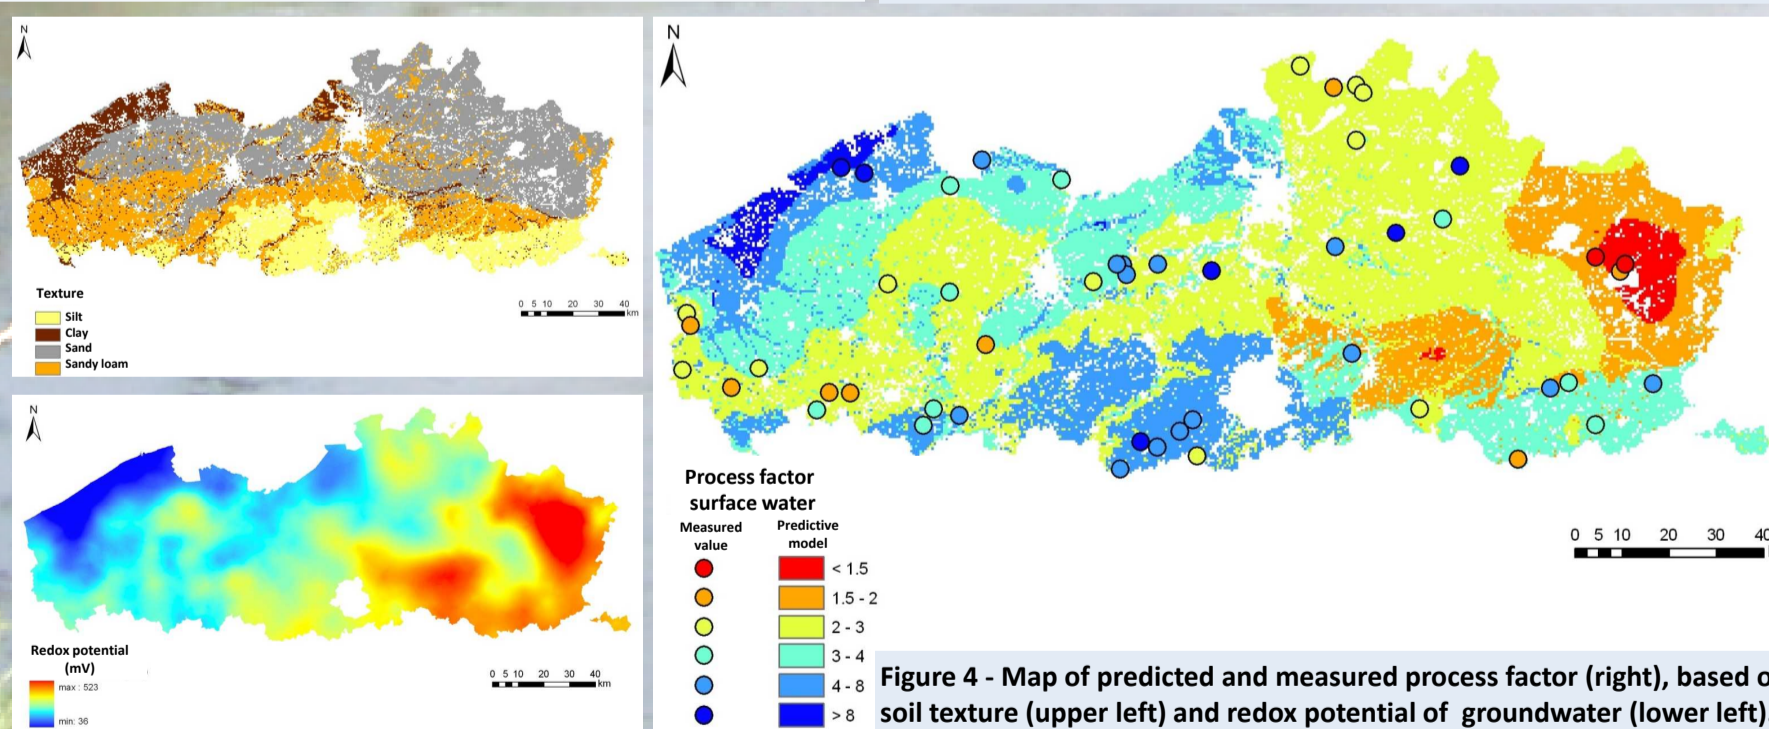 N
Texture
Silt
Clay
Sand
Sandy loam
0 5 10 20 30 40
km
N
Redox potential
(mV)
max : 523
min: 36
0 5 10 20 30 40
km
N
Process factor
surface water
Measured
value
Predictive
model
< 1.5
1.5 - 2
2 - 3
3 - 4
4 - 8
> 8
0 5 10 20 30 40
Figure 4 - Map of predicted and measured process factor (right), based o
soil texture (upper left) and redox potential of groundwater (lower left).